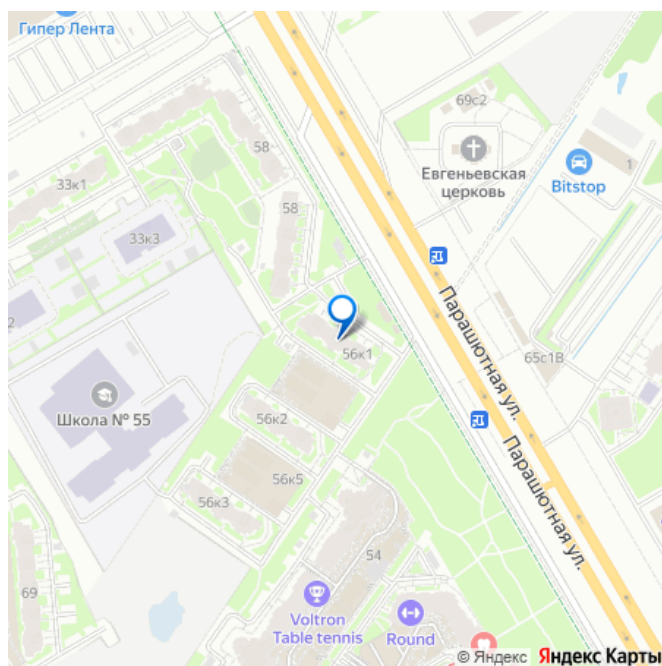 Гипер Лента
69с2
58
Евгеньевская
церковь
1
Bitstop
33к1
58
33к3
2
Парашютная ул.
56к1
65с1В
Школа № 55
56к2
Парашютная ул.
56к5
56к3
54
69
Voltron
Table tennis
Round
© Яндекс Яндекс Карты